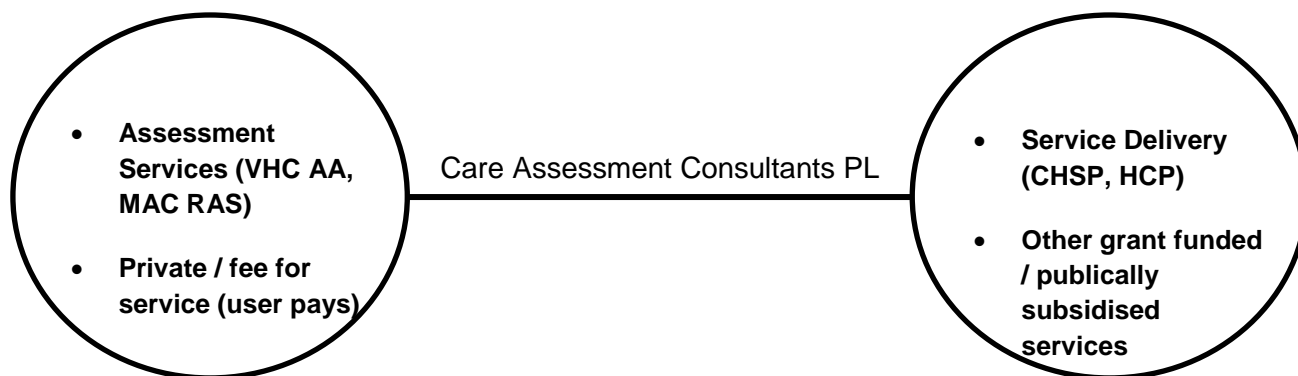 • Assessment
Services (VHC AA,
MAC RAS)
• Private / fee for
service (user pays)
Care Assessment Consultants PL
• Service Delivery
(CHSP, HCP)
• Other grant funded
/ publically
subsidised
services